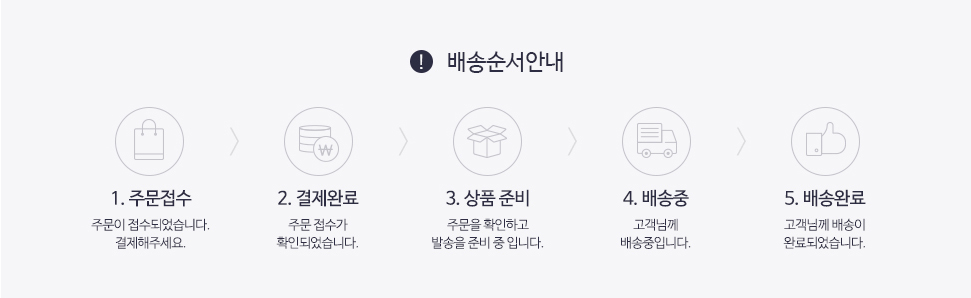 배송순서안내
1. 주문접수
주문이 접수되었습니다.
결제해주세요.
2. 결제완료
주문 접수가
확인되었습니다.
3. 상품 준비
주문을 확인하고
발송을 준비 중 입니다.
4. 배송중
고객님께
배송중입니다.
5. 배송완료
고객님께 배송이
완료되었습니다.